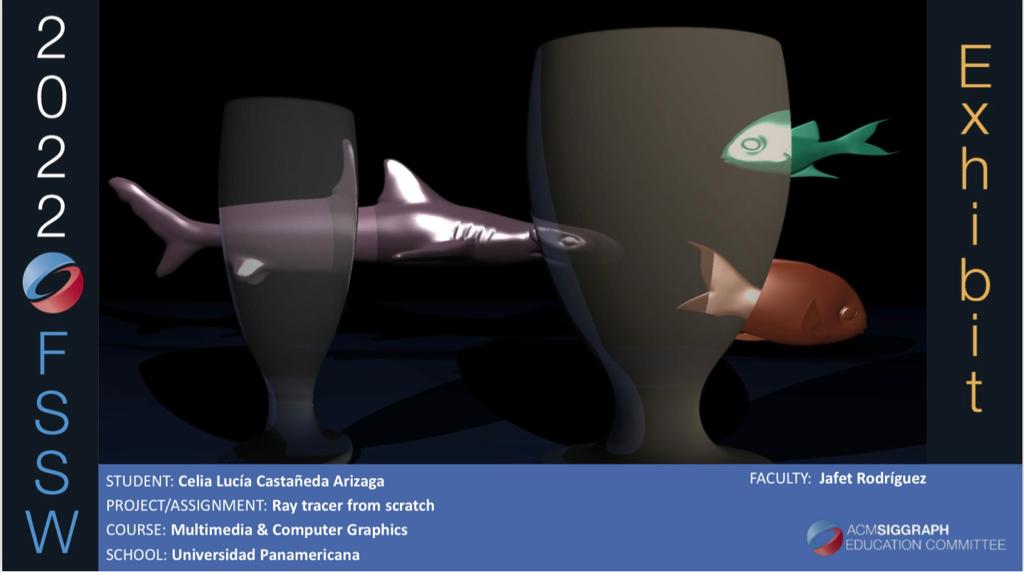 2022 FSSW
Exhibit
STUDENT: Celia Lucía Castañeda Arizaga
PROJECT/ASSIGNMENT: Ray tracer from scratch
COURSE: Multimedia & Computer Graphics
SCHOOL: Universidad Panamericana
FACULTY: Jafet Rodríguez
ACMSIGGRAPH
EDUCATION COMMITTEE